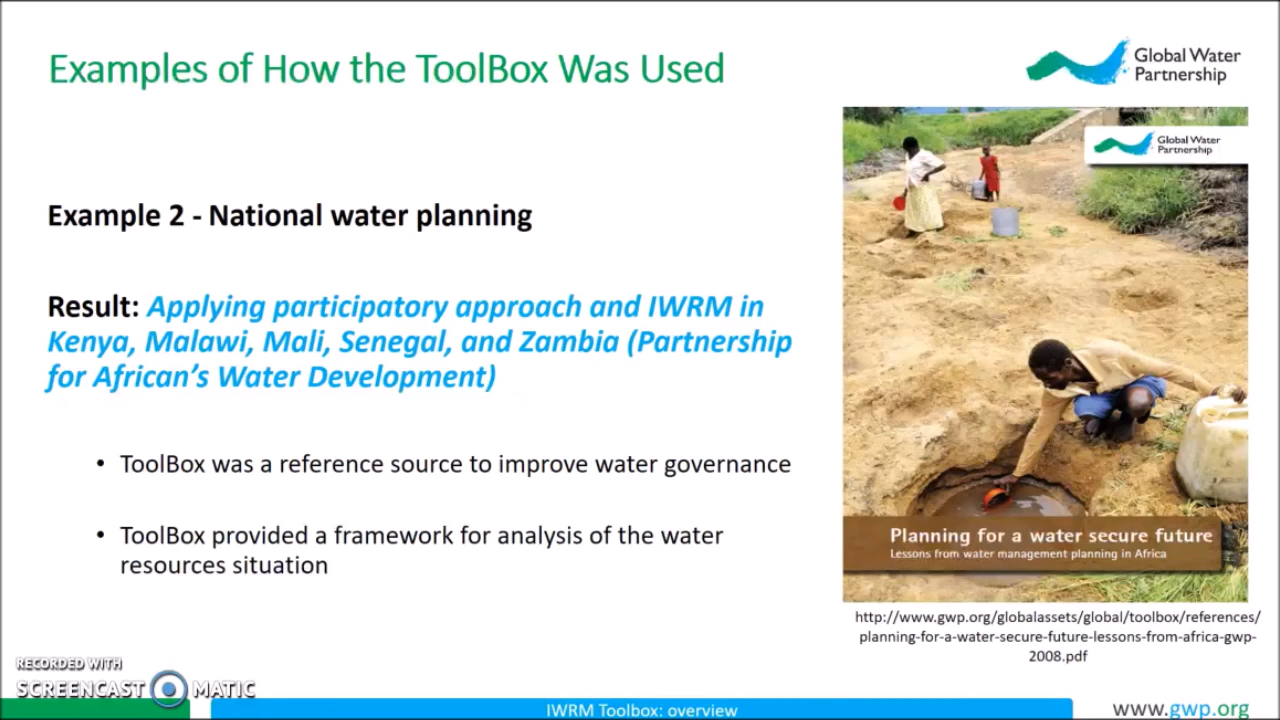 Examples of How the ToolBox Was Used
Global Water
Partnership
Global Water
Partnership
Example 2 - National water planning
Result: Applying participatory approach and IWRM in
Kenya, Malawi, Mali, Senegal, and Zambia (Partnership
for African's Water Development)
• ToolBox was a reference source to improve water governance
• ToolBox provided a framework for analysis of the water
resources situation
Planning for a water secure future
Lessons from water management planning in Africa
http://www.gwp.org/globalassets/global/toolbox/references/
planning-for-a-water-secure-future-lessons-from-africa-gwp-
2008.pdf
RECORDED WITH
SCREENCAST MATIC
IWRM Toolbox: overview
www.gwp.org